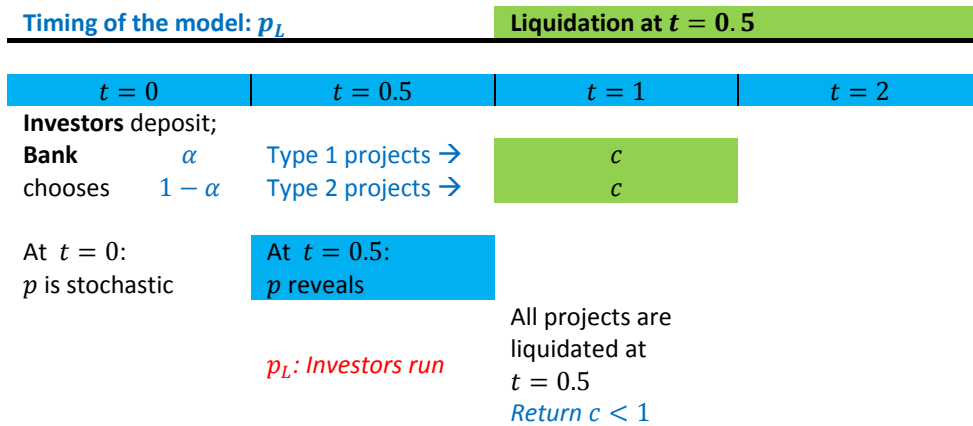 Timing of the model: p_L Liquidation at t = 0.5
t = 0 t = 0.5 t = 1 t = 2
Investors deposit;
Bank α Type 1 projects → c
chooses 1 − α Type 2 projects → c
At t = 0: At t = 0.5:
p is stochastic p reveals
All projects are
liquidated at
p_L: Investors run
t = 0.5
Return c < 1